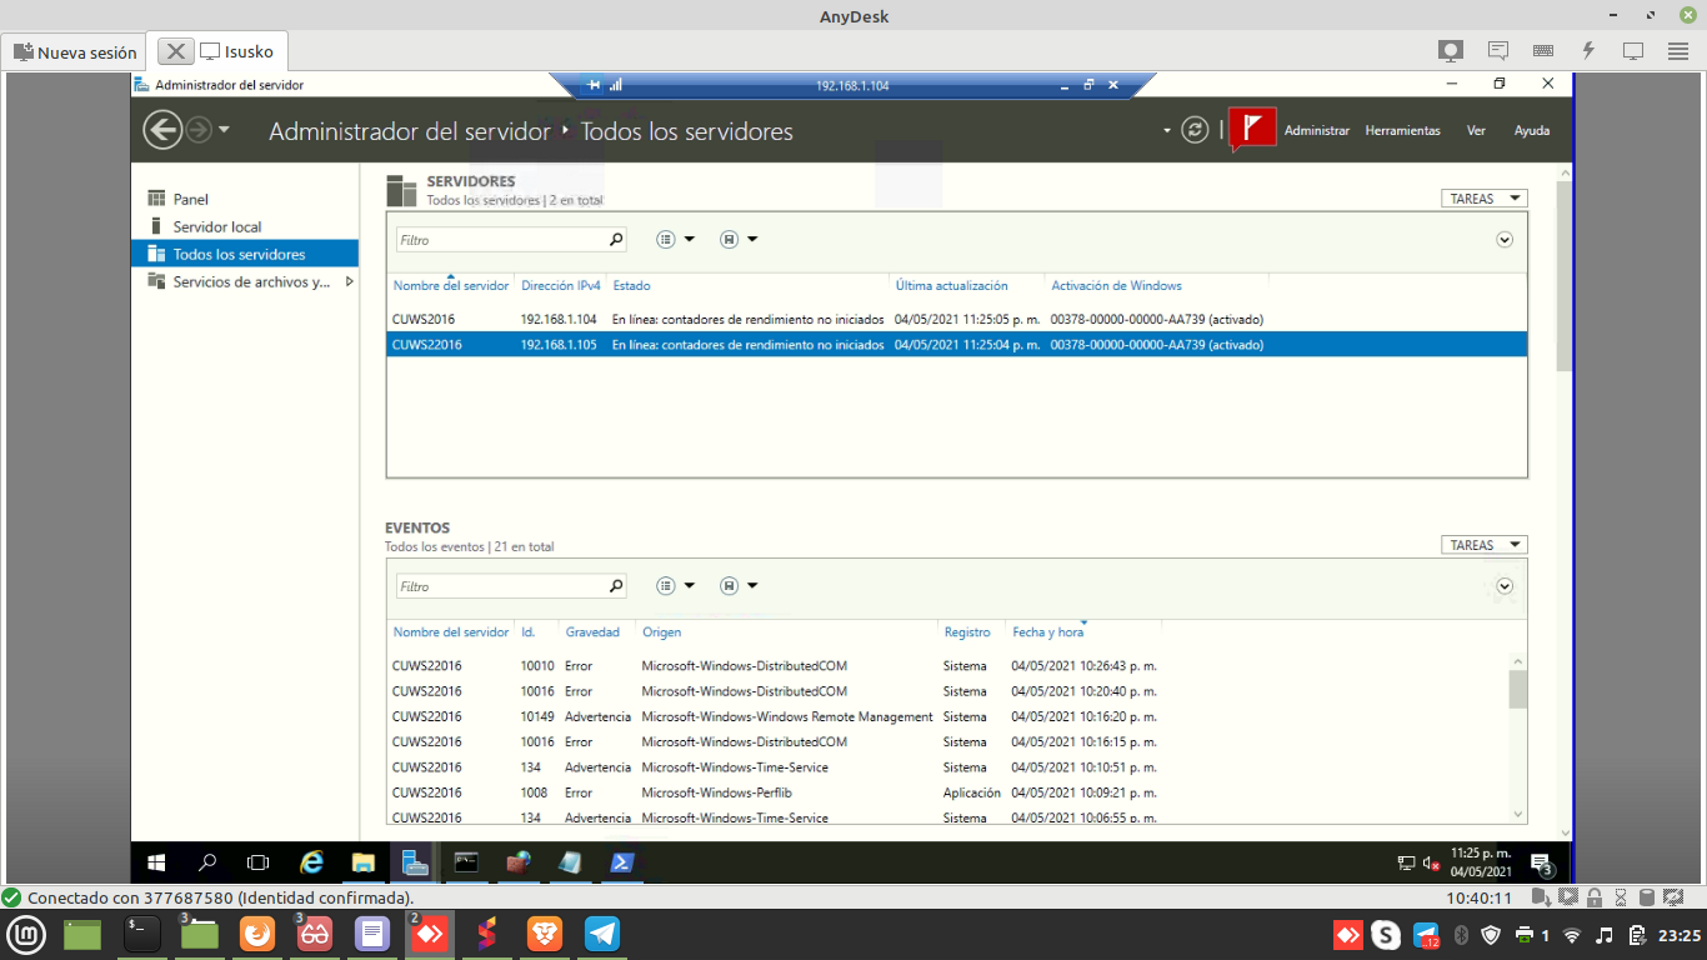 AnyDesk
Nueva sesión
Isusko
Administrador del servidor
192.168.1.104
Administrador del servidor ‣ Todos los servidores
Administrar
Herramientas
Ver
Ayuda
Panel
Servidor local
Todos los servidores
Servicios de archivos y...
SERVIDORES
Todos los servidores | 2 en total
TAREAS
Filtro
Nombre del servidor Dirección IPv4 Estado Última actualización Activación de Windows
CUWS2016 192.168.1.104 En línea: contadores de rendimiento no iniciados 04/05/2021 11:25:05 p. m. 00378-00000-00000-AA739 (activado)
CUWS22016 192.168.1.105 En línea: contadores de rendimiento no iniciados 04/05/2021 11:25:04 p. m. 00378-00000-00000-AA739 (activado)
EVENTOS
Todos los eventos | 21 en total
TAREAS
Filtro
Nombre del servidor Id. Gravedad Origen Registro Fecha y hora
CUWS22016 10010 Error Microsoft-Windows-DistributedCOM Sistema 04/05/2021 10:26:43 p. m.
CUWS22016 10016 Error Microsoft-Windows-DistributedCOM Sistema 04/05/2021 10:20:40 p. m.
CUWS22016 10149 Advertencia Microsoft-Windows-Windows Remote Management Sistema 04/05/2021 10:16:20 p. m.
CUWS22016 10016 Error Microsoft-Windows-DistributedCOM Sistema 04/05/2021 10:16:15 p. m.
CUWS22016 134 Advertencia Microsoft-Windows-Time-Service Sistema 04/05/2021 10:10:51 p. m.
CUWS22016 1008 Error Microsoft-Windows-Perflib Aplicación 04/05/2021 10:09:21 p. m.
CUWS22016 134 Advertencia Microsoft-Windows-Time-Service Sistema 04/05/2021 10:06:55 p. m.
11:25 p. m.
04/05/2021
3
Conectado con 377687580 (Identidad confirmada).
10:40:11
3
3
2
12
1
23:25